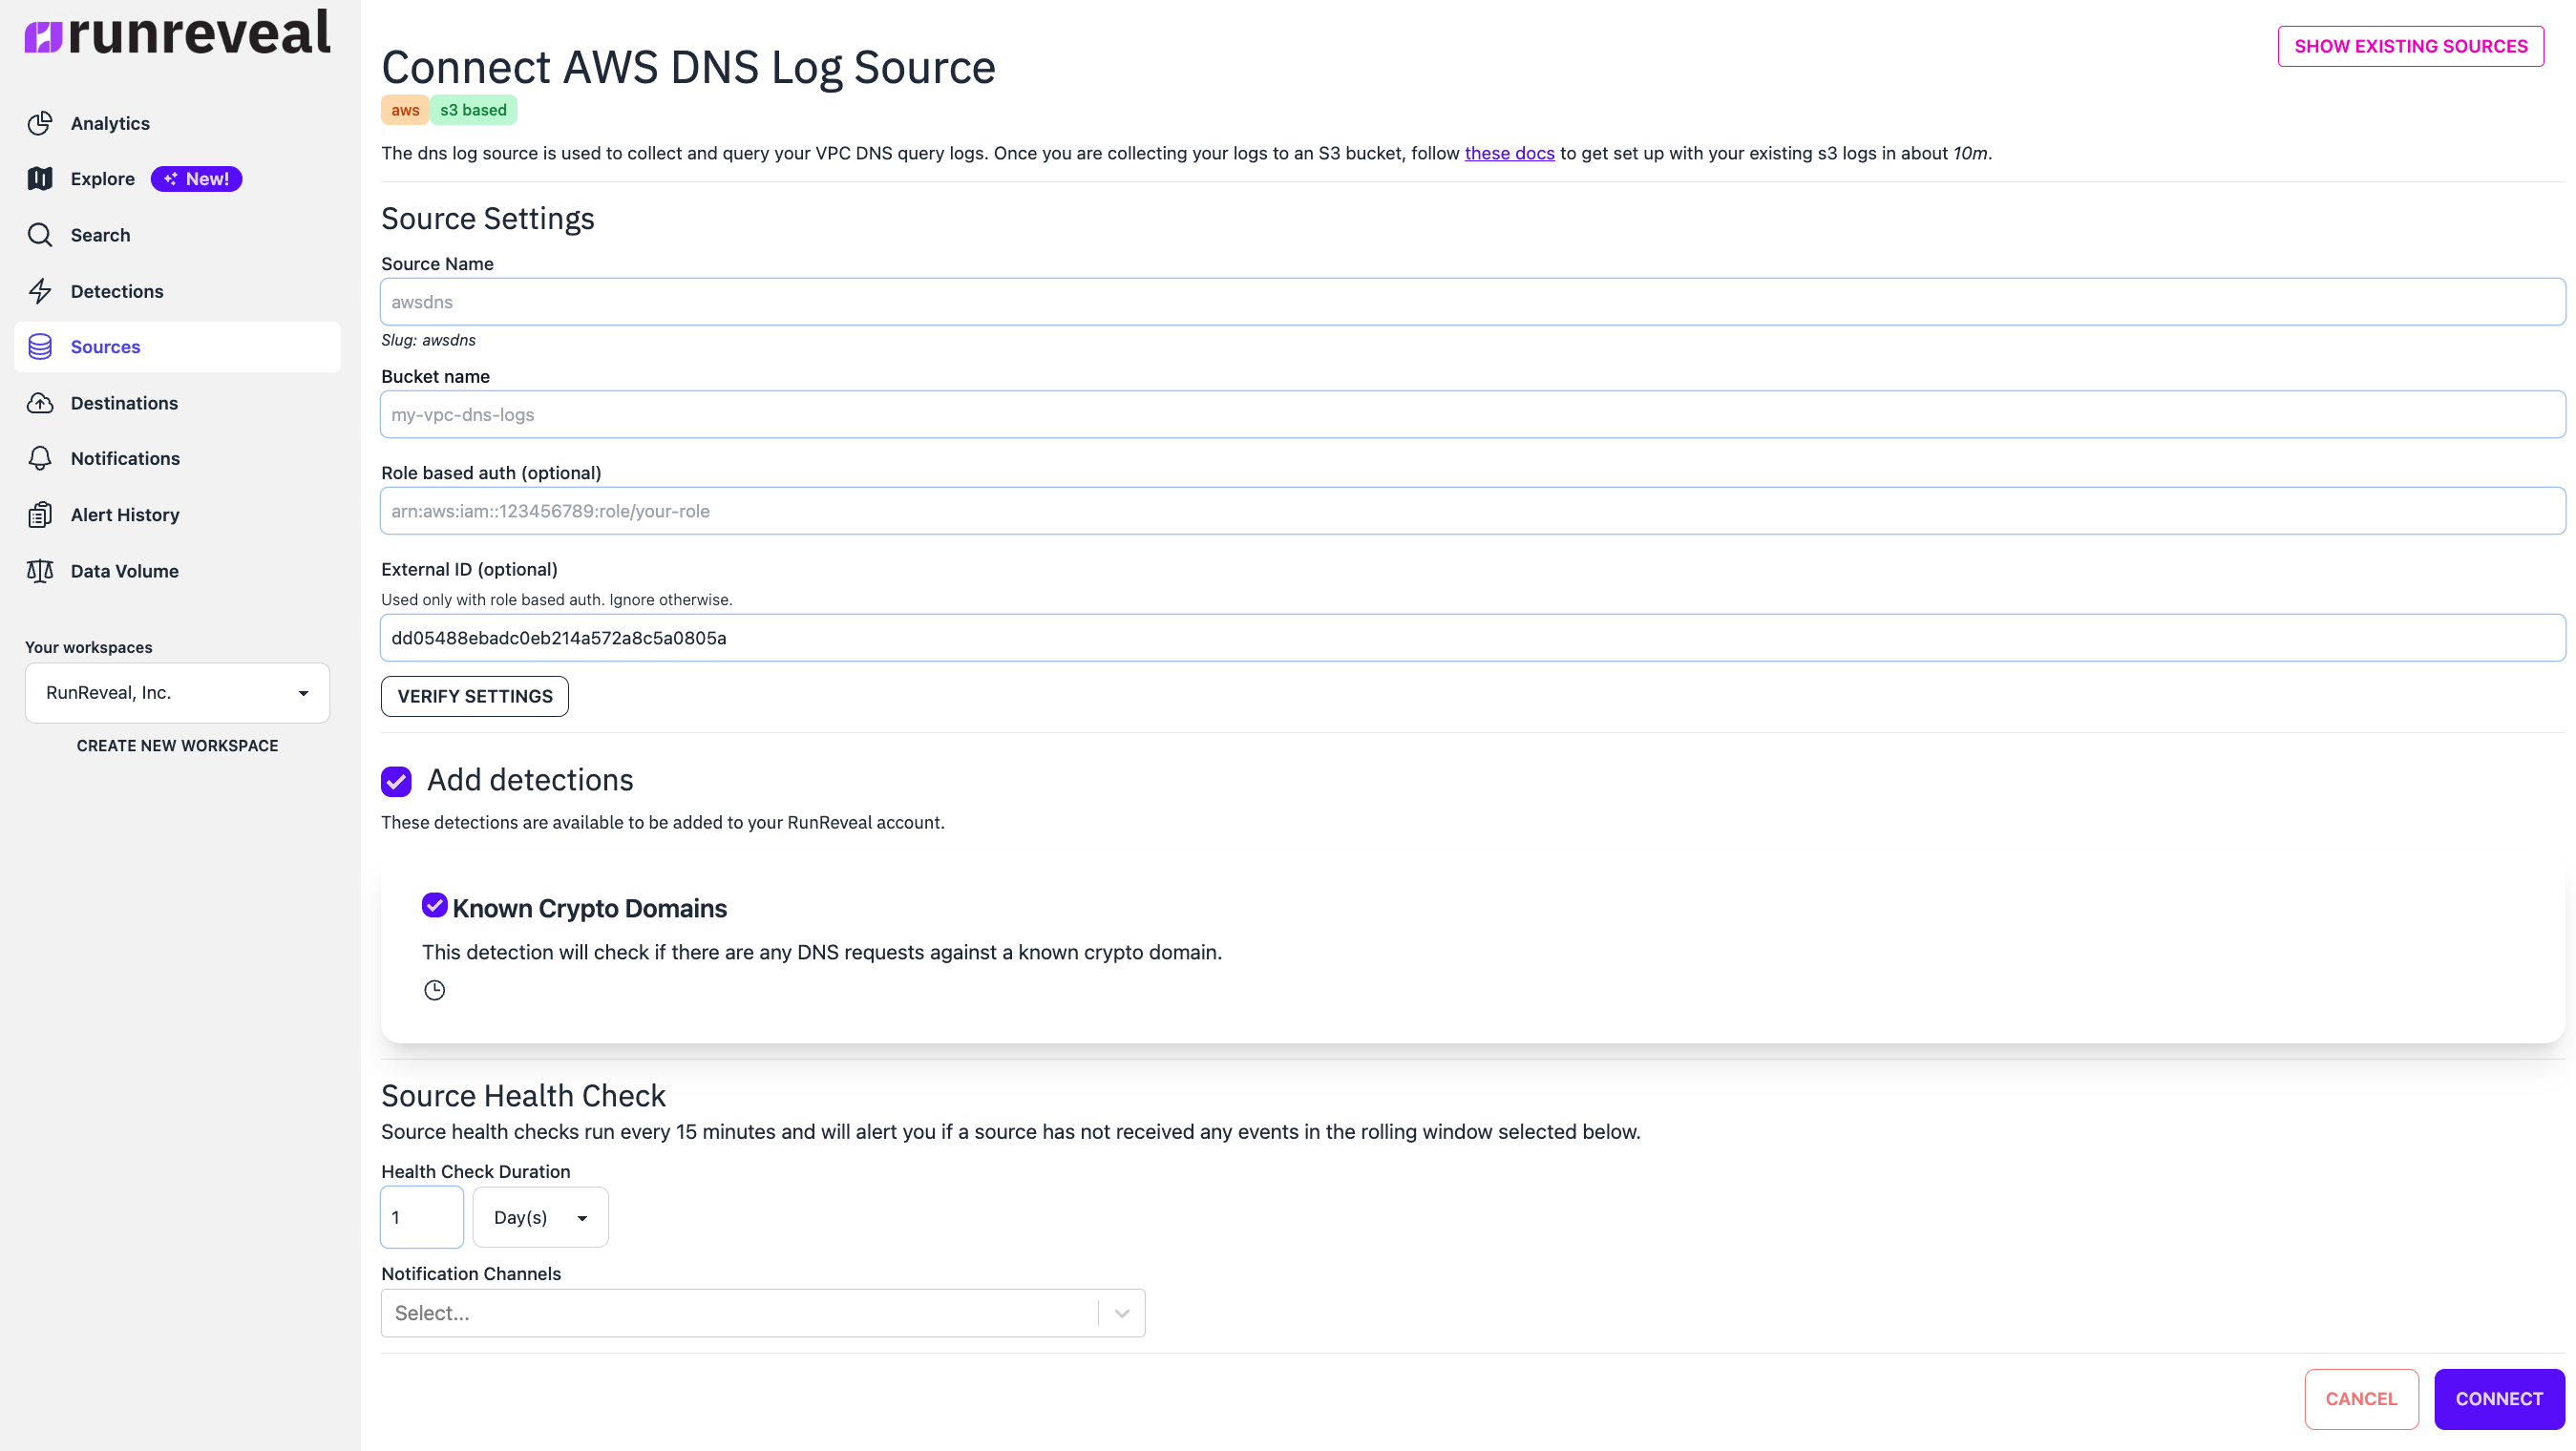 runreveal
Analytics
Explore New!
Search
Detections
Sources
Destinations
Notifications
Alert History
Data Volume
Your workspaces
RunReveal, Inc.
CREATE NEW WORKSPACE
SHOW EXISTING SOURCES
Connect AWS DNS Log Source
aws s3 based
The dns log source is used to collect and query your VPC DNS query logs. Once you are collecting your logs to an S3 bucket, follow these docs to get set up with your existing s3 logs in about 10m.
Source Settings
Source Name
awsdns
Slug: awsdns
Bucket name
my-vpc-dns-logs
Role based auth (optional)
arn:aws:iam::123456789:role/your-role
External ID (optional)
Used only with role based auth. Ignore otherwise.
dd05488ebadc0eb214a572a8c5a0805a
VERIFY SETTINGS
Add detections
These detections are available to be added to your RunReveal account.
Known Crypto Domains
This detection will check if there are any DNS requests against a known crypto domain.
Source Health Check
Source health checks run every 15 minutes and will alert you if a source has not received any events in the rolling window selected below.
Health Check Duration
1 Day(s)
Notification Channels
Select...
CANCEL CONNECT